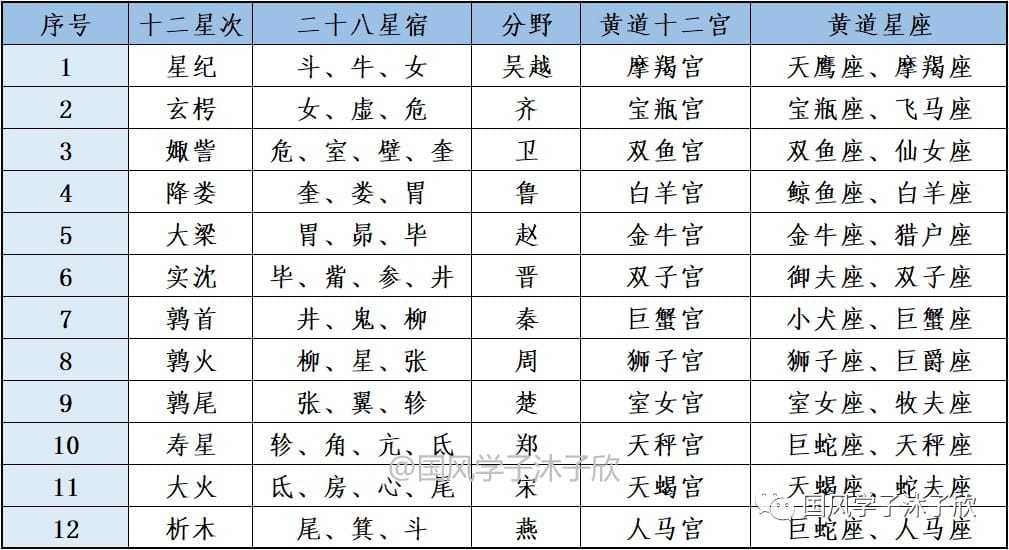 序号 十二星次 二十八星宿 分野 黄道十二宫 黄道星座
1 星纪 斗、牛、女 吴越 摩羯宫 天鹰座、摩羯座
2 玄枵 女、虚、危 齐 宝瓶宫 宝瓶座、飞马座
3 娵訾 危、室、壁、奎 卫 双鱼宫 双鱼座、仙女座
4 降娄 奎、娄、胃 鲁 白羊宫 鲸鱼座、白羊座
5 大梁 胃、昴、毕 赵 金牛宫 金牛座、猎户座
6 实沈 毕、觜、参、井 晋 双子宫 御夫座、双子座
7 鹑首 井、鬼、柳 秦 巨蟹宫 小犬座、巨蟹座
8 鹑火 柳、星、张 周 狮子宫 狮子座、巨爵座
9 鹑尾 张、翼、轸 楚 室女宫 室女座、牧夫座
10 寿星 轸、角、亢、氐 郑 天秤宫 巨蛇座、天秤座
@国风学子沐子欣
11 大火 氐、房、心、尾 宋 天蝎宫 天蝎座、蛇夫座
国风学子沐子欣
12 析木 尾、箕、斗 燕 人马宫 巨蛇座、人马座